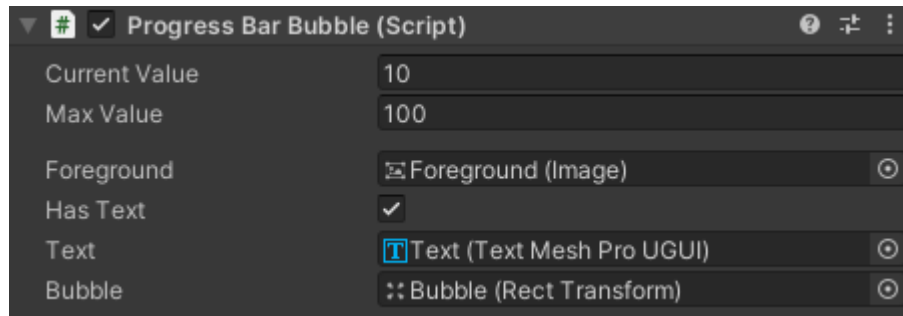 Progress Bar Bubble (Script)
Current Value 10
Max Value 100
Foreground Foreground (Image)
Has Text
Text Text (Text Mesh Pro UGUI)
Bubble Bubble (Rect Transform)